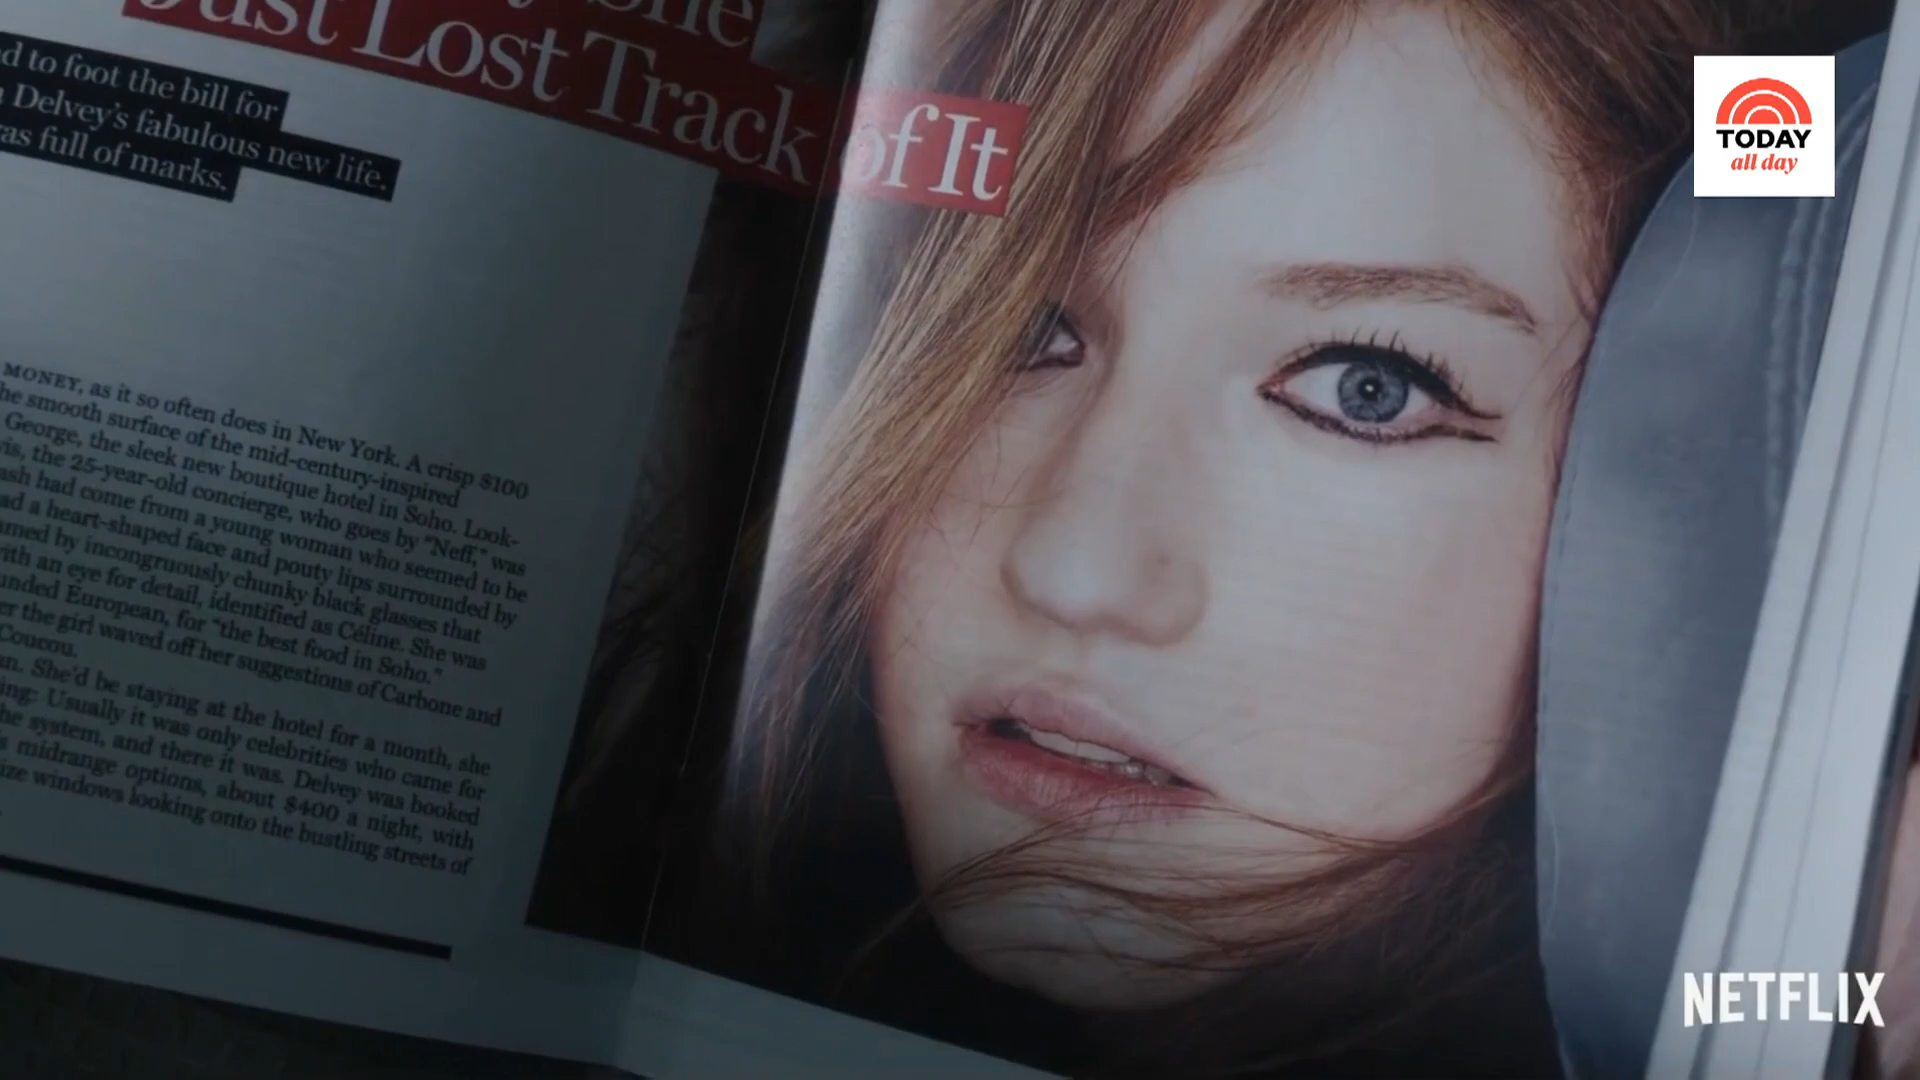 y She
Just Lost Track of It
d to foot the bill for
Delvey's fabulous new life.
as full of marks.
MONEY, as it so often does in New York. A crisp $100
he smooth surface of the mid-century-inspired
George, the sleek new boutique hotel in Soho. Look-
vis, the 25-year-old concierge, who goes by "Neff," was
ash had come from a young woman who seemed to be
ad a heart-shaped face and pouty lips surrounded by
med by incongruously chunky black glasses that
ith an eye for detail, identified as Céline. She was
unded European, for "the best food in Soho."
er the girl waved off her suggestions of Carbone and
Coucou.
an. She'd be staying at the hotel for a month, she
ing: Usually it was only celebrities who came for
he system, and there it was. Delvey was booked
s midrange options, about $400 a night, with
ize windows looking onto the bustling streets of
TODAY
all day
NETFLIX